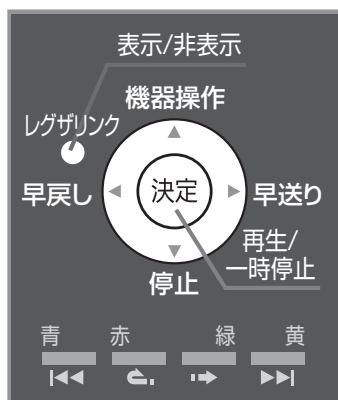 表示/非表示
機器操作
レグザリンク
早戻し
決定
早送り
再生/
一時停止
停止
青 赤 緑 黄